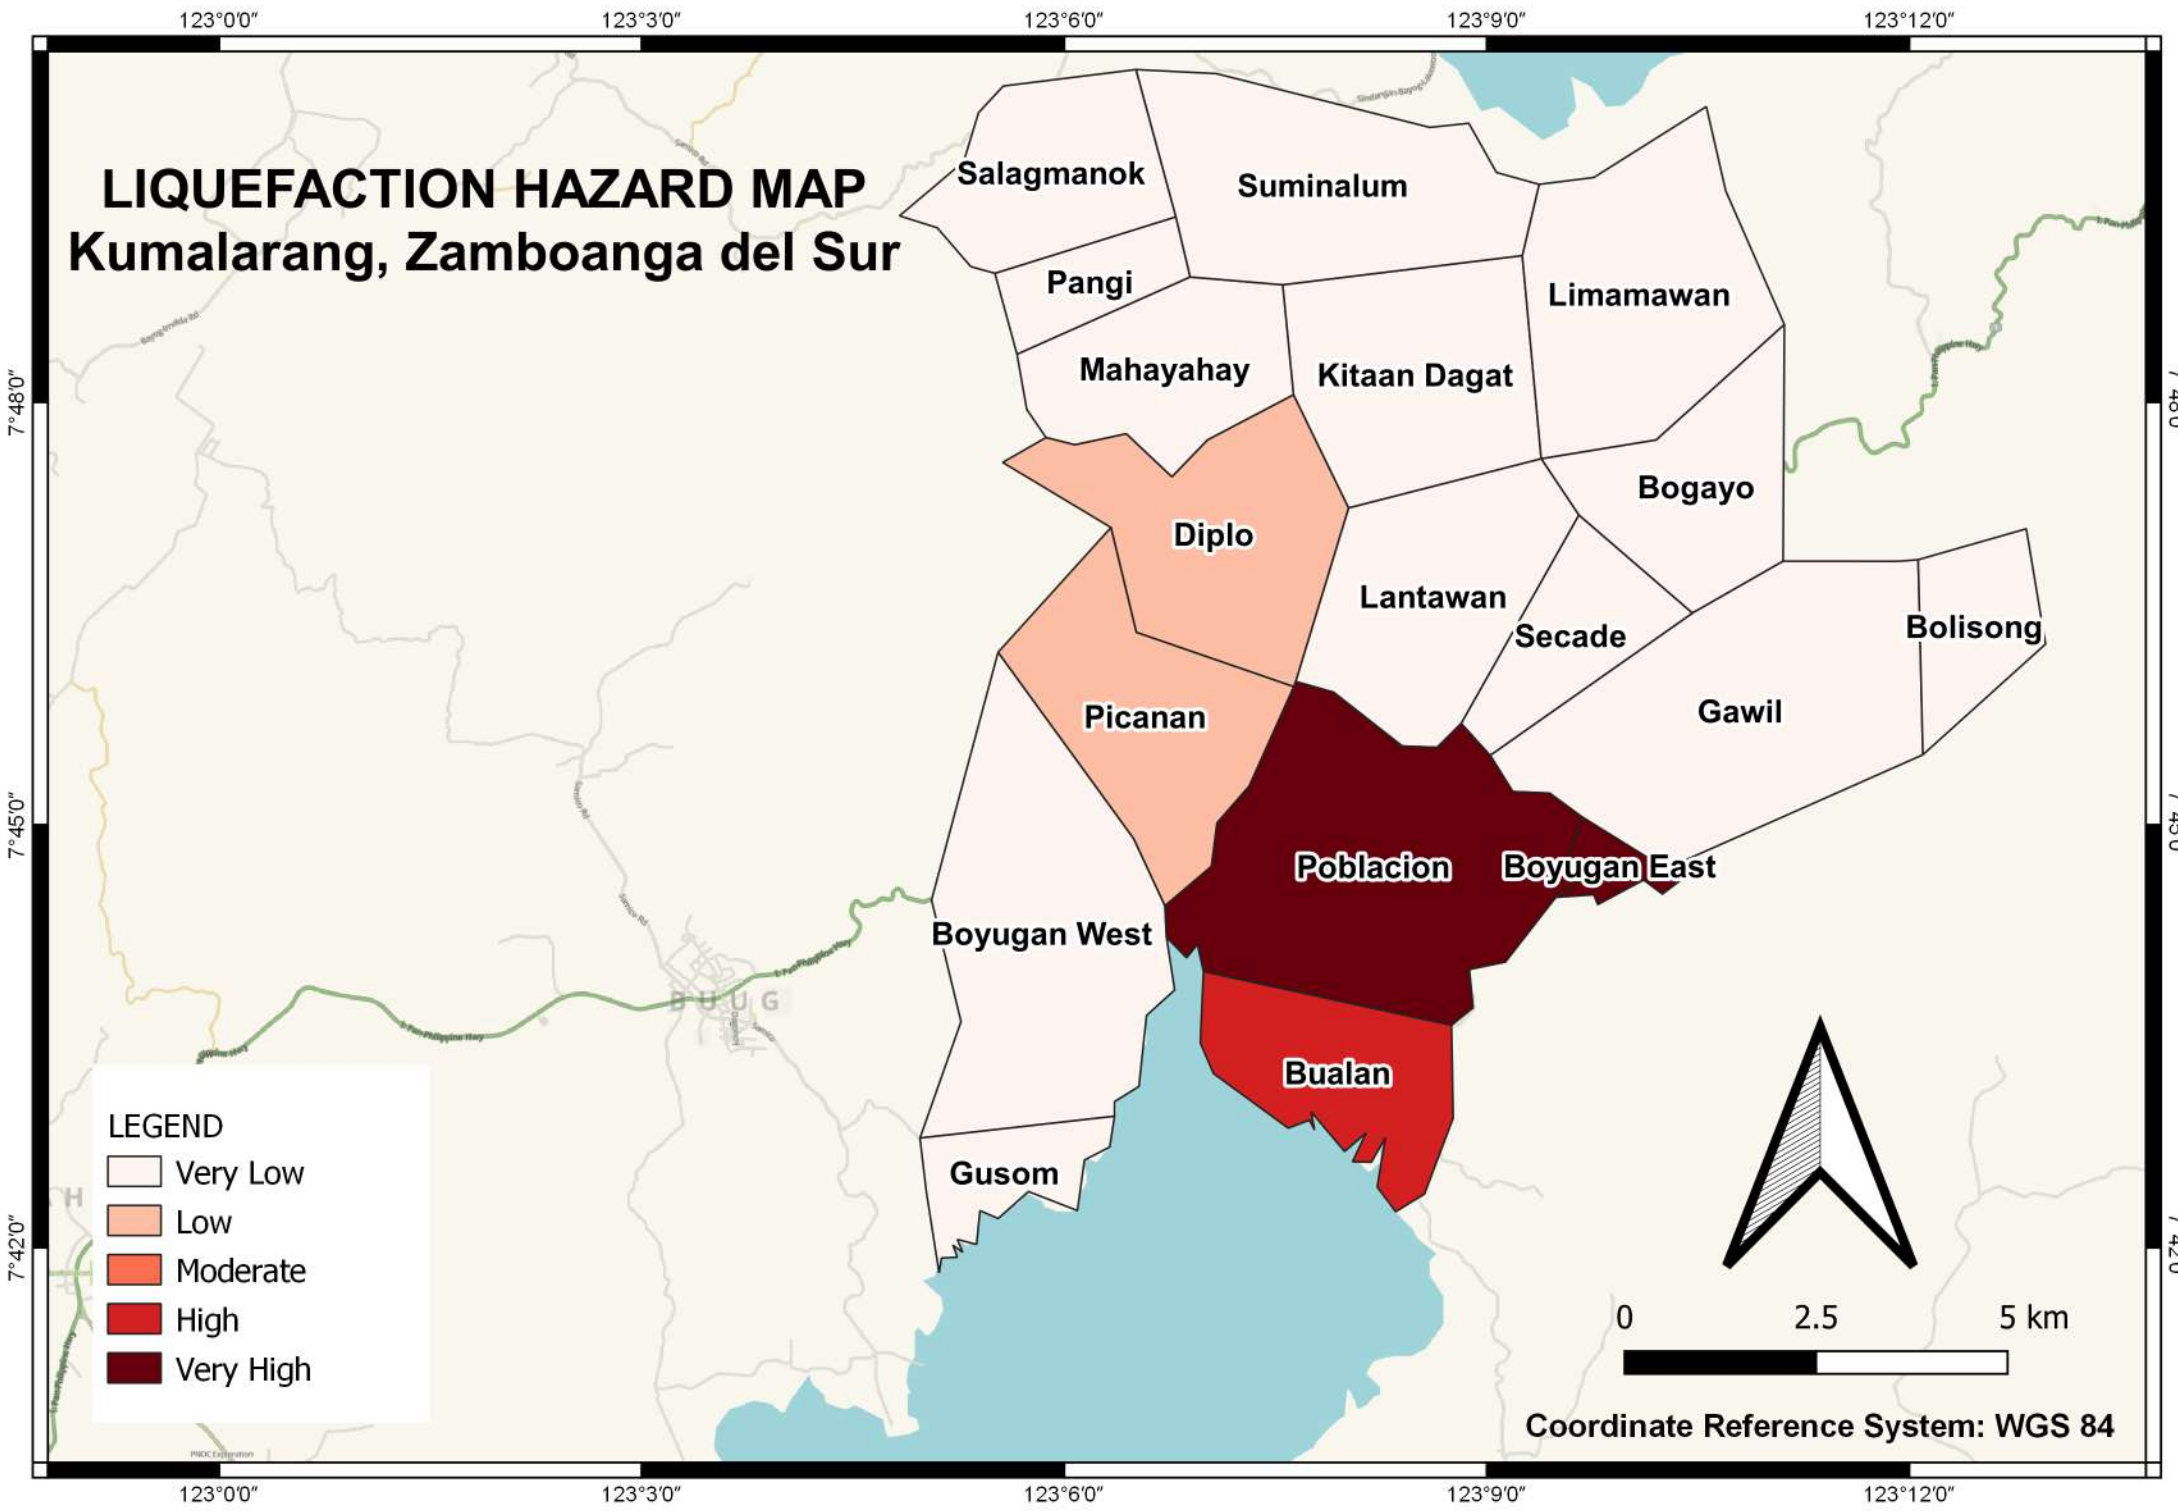 123°0′0″ 123°3′0″ 123°6′0″ 123°9′0″ 123°12′0″
LIQUEFACTION HAZARD MAP
Kumalarang, Zamboanga del Sur
Salagmanok
Suminalum
Pangi
Limamawan
Mahayahay
Kitaan Dagat
Bogayo
Diplo
Lantawan
Secade
Bolisong
Picanan
Gawil
Poblacion
Boyugan East
Boyugan West
Bualan
Gusom
BUUG
7°48′0″
7°45′0″
7°42′0″
LEGEND
Very Low
Low
Moderate
High
Very High
0 2.5 5 km
Coordinate Reference System: WGS 84
123°0′0″ 123°3′0″ 123°6′0″ 123°9′0″ 123°12′0″